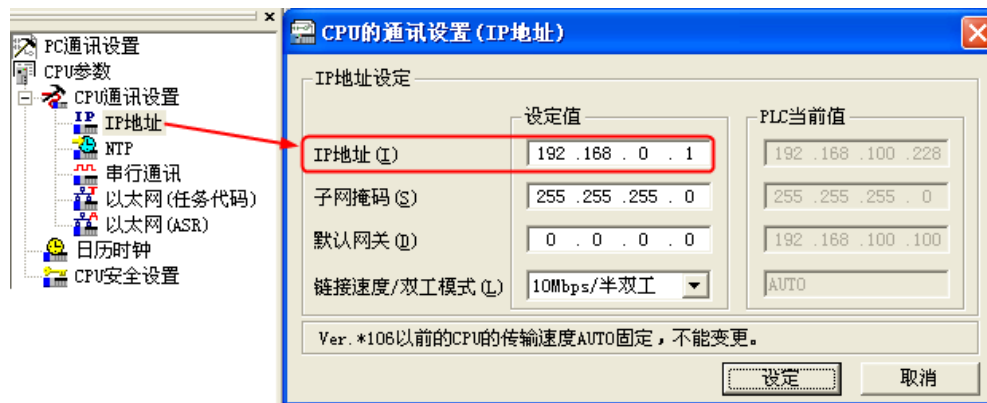 PC通讯设置
CPU参数
CPU通讯设置
IP地址
NTP
串行通讯
以太网(任务代码)
以太网(ASR)
日历时钟
CPU安全设置
CPU的通讯设置(IP地址)
IP地址设定
设定值
PLC当前值
IP地址(I) 192 .168 . 0 . 1 192 .168 .100 .228
子网掩码(S) 255 .255 .255 . 0 255 .255 .255 . 0
默认网关(D) 0 . 0 . 0 . 0 192 .168 .100 .100
链接速度/双工模式(L) 10Mbps/半双工 AUTO
Ver.*106以前的CPU的传输速度AUTO固定，不能变更。
设定 取消